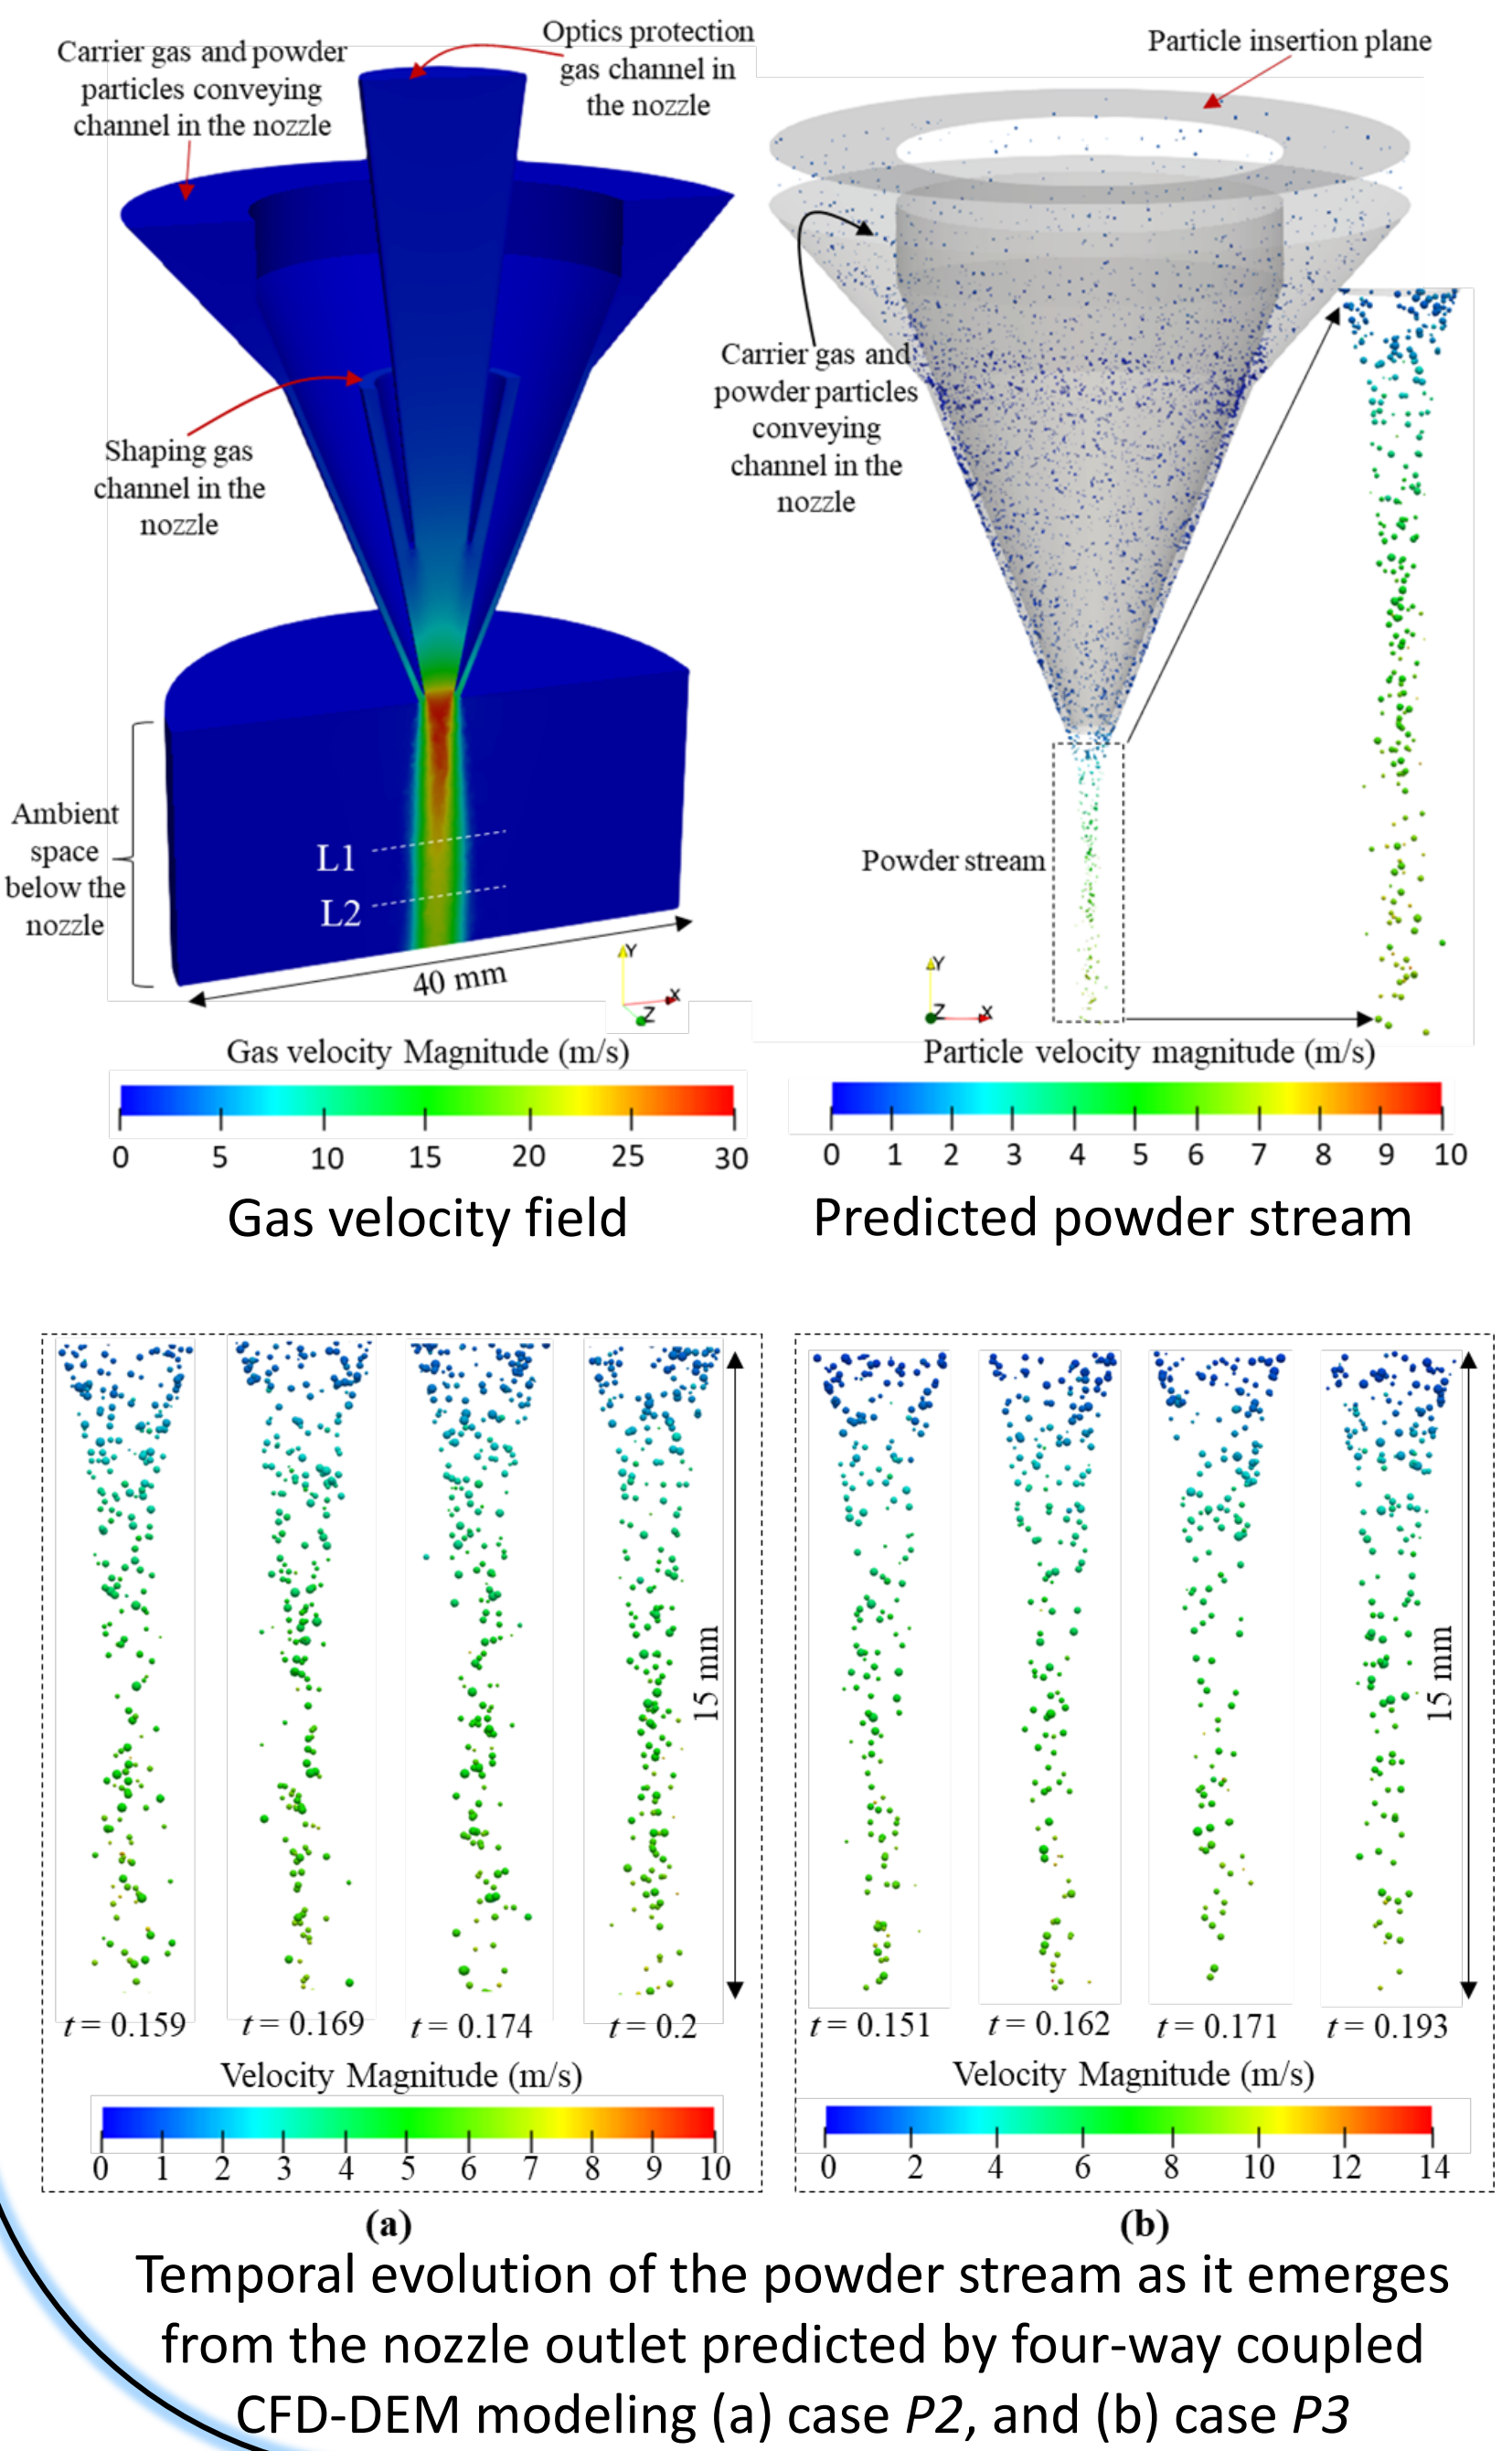 Carrier gas and powder
particles conveying
channel in the nozzle
Optics protection
gas channel in
the nozzle
Shaping gas
channel in the
nozzle
Ambient
space
below the
nozzle
L1
L2
40 mm
Y
X
Z
Gas velocity Magnitude (m/s)
0 5 10 15 20 25 30
Gas velocity field
Particle insertion plane
Carrier gas and
powder particles
conveying
channel in the
nozzle
Powder stream
Y
Z X
Particle velocity magnitude (m/s)
0 1 2 3 4 5 6 7 8 9 10
Predicted powder stream
15 mm
t = 0.159 t = 0.169 t = 0.174 t = 0.2
Velocity Magnitude (m/s)
0 1 2 3 4 5 6 7 8 9 10
(a)
15 mm
t = 0.151 t = 0.162 t = 0.171 t = 0.193
Velocity Magnitude (m/s)
0 2 4 6 8 10 12 14
(b)
Temporal evolution of the powder stream as it emerges
from the nozzle outlet predicted by four-way coupled
CFD-DEM modeling (a) case P2, and (b) case P3